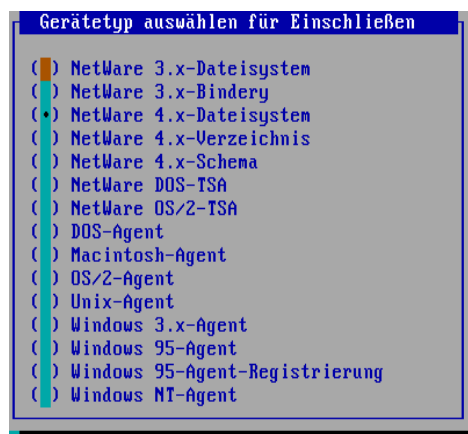 Gerätetyp auswählen für Einschließen
( ) NetWare 3.x-Dateisystem
( ) NetWare 3.x-Bindery
(•) NetWare 4.x-Dateisystem
( ) NetWare 4.x-Verzeichnis
( ) NetWare 4.x-Schema
( ) NetWare DOS-TSA
( ) NetWare OS/2-TSA
( ) DOS-Agent
( ) Macintosh-Agent
( ) OS/2-Agent
( ) Unix-Agent
( ) Windows 3.x-Agent
( ) Windows 95-Agent
( ) Windows 95-Agent-Registrierung
( ) Windows NT-Agent